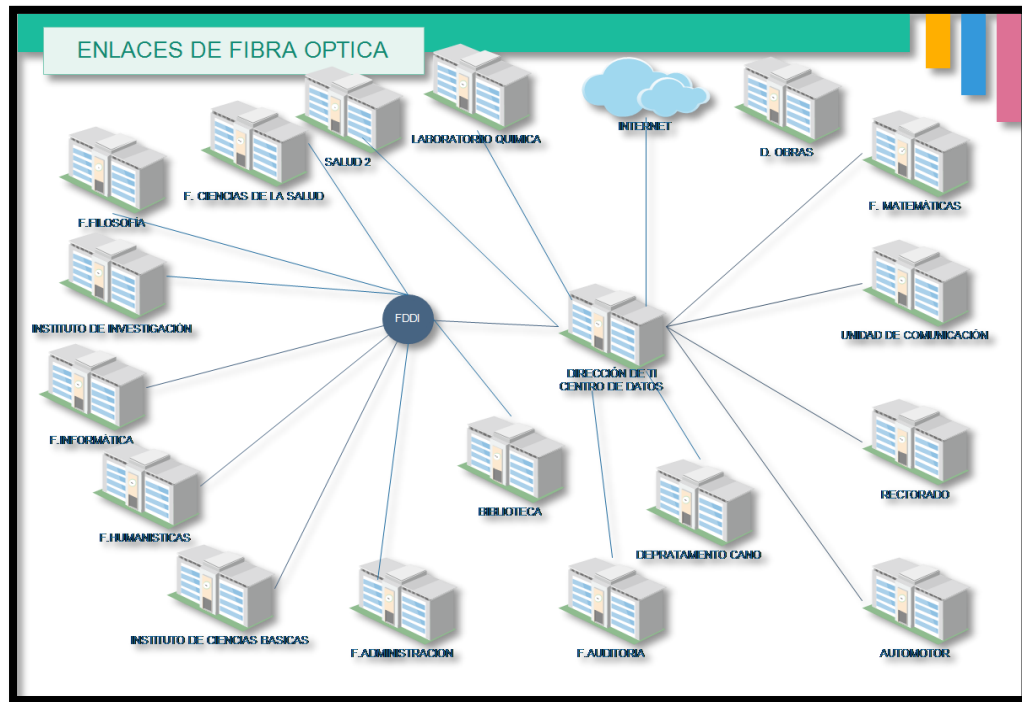 ENLACES DE FIBRA OPTICA
LABORATORIO QUIMICA
INTERNET
D. OBRAS
SALUD 2
F. CIENCIAS DE LA SALUD
F. MATEMÁTICAS
F.FILOSOFÍA
INSTITUTO DE INVESTIGACIÓN
FDDI
UNIDAD DE COMUNICACIÓN
DIRECCIÓN DE TI
CENTRO DE DATOS
F.INFORMÁTICA
RECTORADO
BIBLIOTECA
F.HUMANISTICAS
DEPRATAMENTO CANO
INSTITUTO DE CIENCIAS BASICAS
F.ADMINISTRACION
F.AUDITORIA
AUTOMOTOR